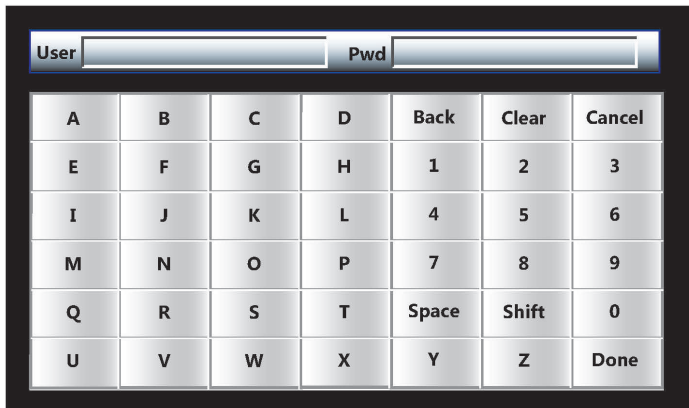 User Pwd
A B C D Back Clear Cancel
E F G H 1 2 3
I J K L 4 5 6
M N O P 7 8 9
Q R S T Space Shift 0
U V W X Y Z Done